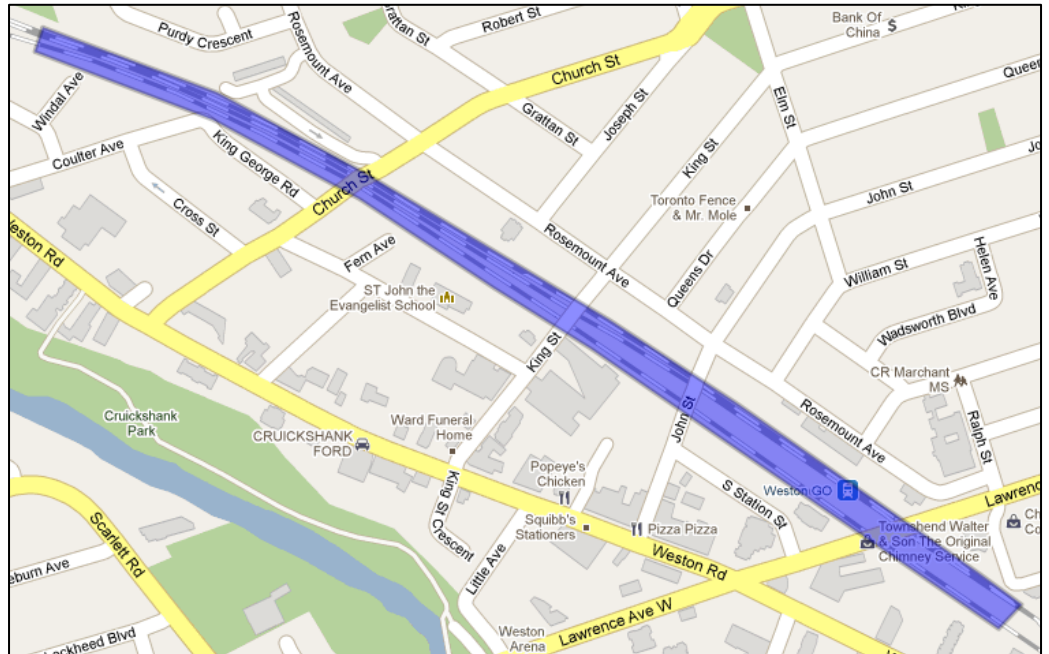 Purdy Crescent
Grattan St
Robert St
Bank Of
China
Rosemount Ave
Church St
Windal Ave
Grattan St
Joseph St
Elm St
Coulter Ave
King George Rd
King St
John St
Cross St
Church St
Toronto Fence
& Mr. Mole
Weston Rd
Fern Ave
Rosemount Ave
Queens Dr
William St
Helen Ave
ST John the
Evangelist School
Wadsworth Blvd
King St
CR Marchant
MS
Cruickshank
Park
Ward Funeral
Home
John St
Rosemount Ave
Ralph St
CRUICKSHANK
FORD
Popeye's
Chicken
King St Crescent
S Station St
Weston GO
Lawrence
Squibb's
Stationers
Pizza Pizza
Townshend Walter
& Son The Original
Chimney Service
Scarlett Rd
Weston Rd
Little Ave
Lawrence Ave W
Weston
Arena